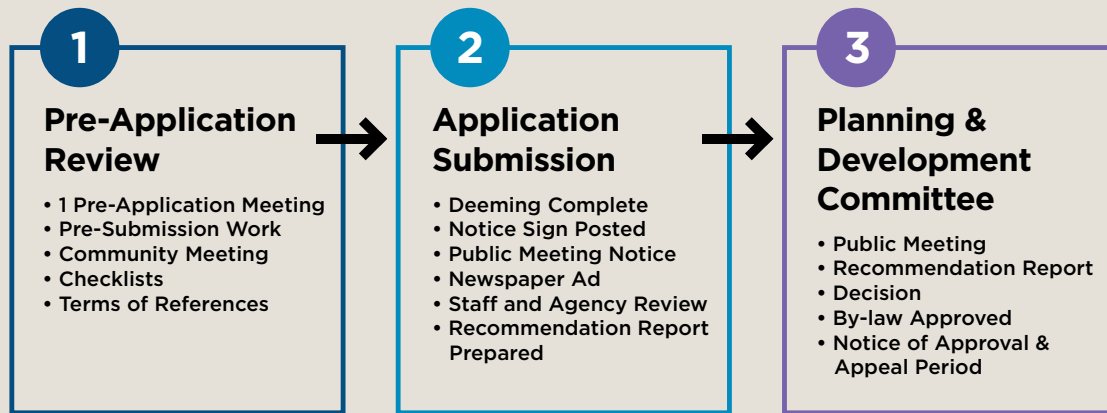 1
Pre-Application
Review
• 1 Pre-Application Meeting
• Pre-Submission Work
• Community Meeting
• Checklists
• Terms of References
2
Application
Submission
• Deeming Complete
• Notice Sign Posted
• Public Meeting Notice
• Newspaper Ad
• Staff and Agency Review
• Recommendation Report
Prepared
3
Planning &
Development
Committee
• Public Meeting
• Recommendation Report
• Decision
• By-law Approved
• Notice of Approval &
Appeal Period